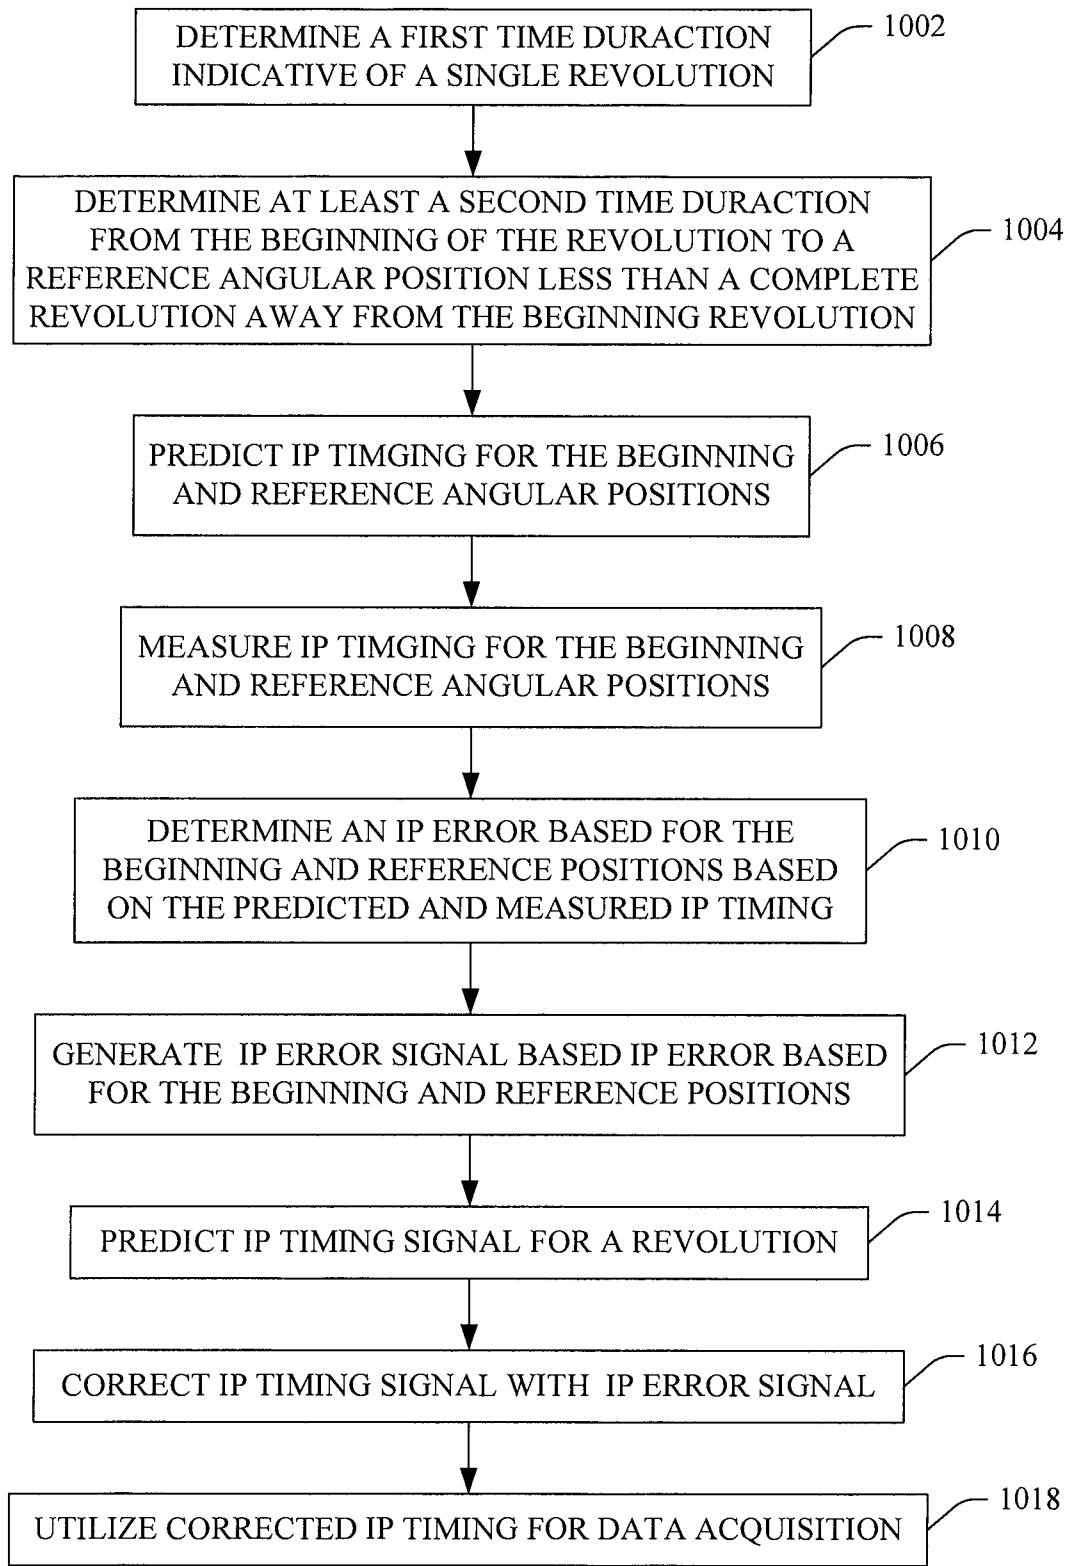 DETERMINE A FIRST TIME DURACTION
INDICATIVE OF A SINGLE REVOLUTION
1002
DETERMINE AT LEAST A SECOND TIME DURACTION
FROM THE BEGINNING OF THE REVOLUTION TO A
REFERENCE ANGULAR POSITION LESS THAN A COMPLETE
REVOLUTION AWAY FROM THE BEGINNING REVOLUTION
1004
PREDICT IP TIMGING FOR THE BEGINNING
AND REFERENCE ANGULAR POSITIONS
1006
MEASURE IP TIMGING FOR THE BEGINNING
AND REFERENCE ANGULAR POSITIONS
1008
DETERMINE AN IP ERROR BASED FOR THE
BEGINNING AND REFERENCE POSITIONS BASED
ON THE PREDICTED AND MEASURED IP TIMING
1010
GENERATE IP ERROR SIGNAL BASED IP ERROR BASED
FOR THE BEGINNING AND REFERENCE POSITIONS
1012
PREDICT IP TIMING SIGNAL FOR A REVOLUTION
1014
CORRECT IP TIMING SIGNAL WITH IP ERROR SIGNAL
1016
UTILIZE CORRECTED IP TIMING FOR DATA ACQUISITION
1018